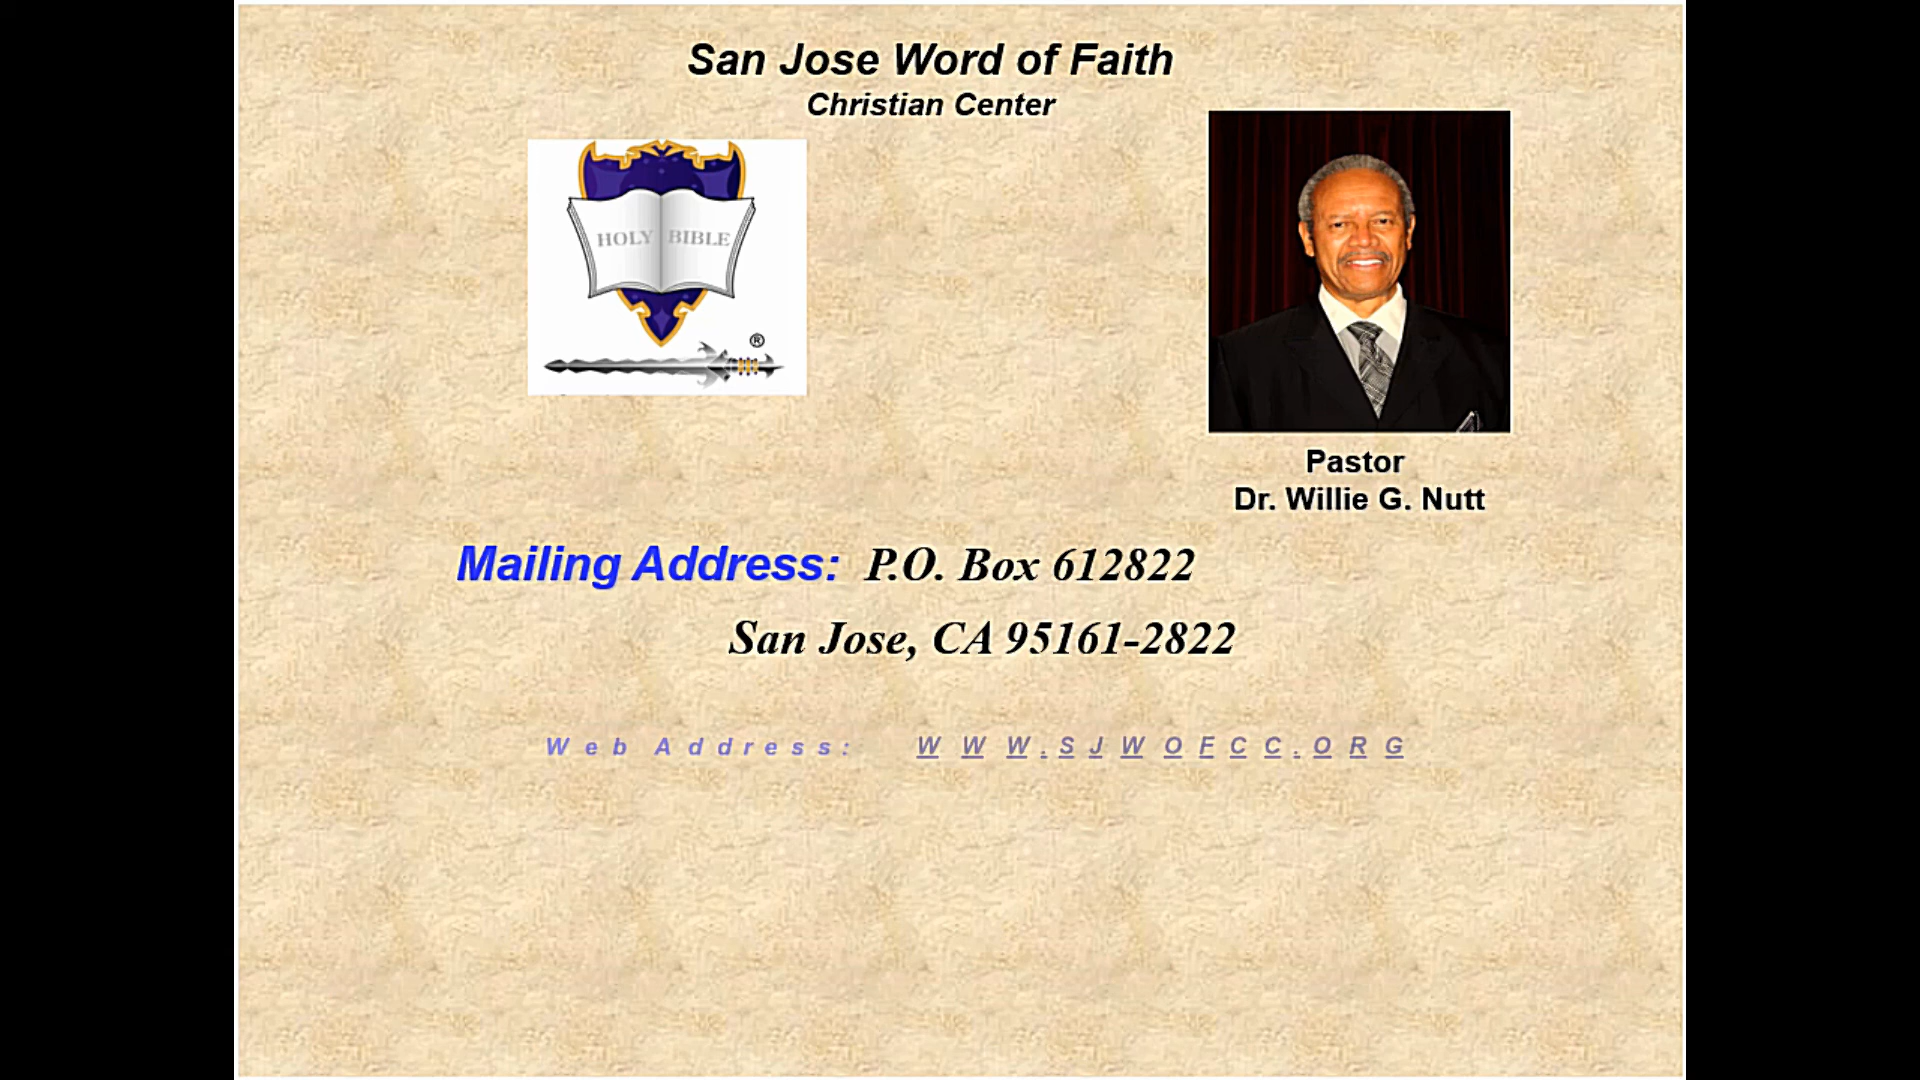 San Jose Word of Faith
Christian Center
HOLY BIBLE
®
Pastor
Dr. Willie G. Nutt
Mailing Address: P.O. Box 612822
San Jose, CA 95161-2822
Web Address: WWW.SJWOFCC.ORG